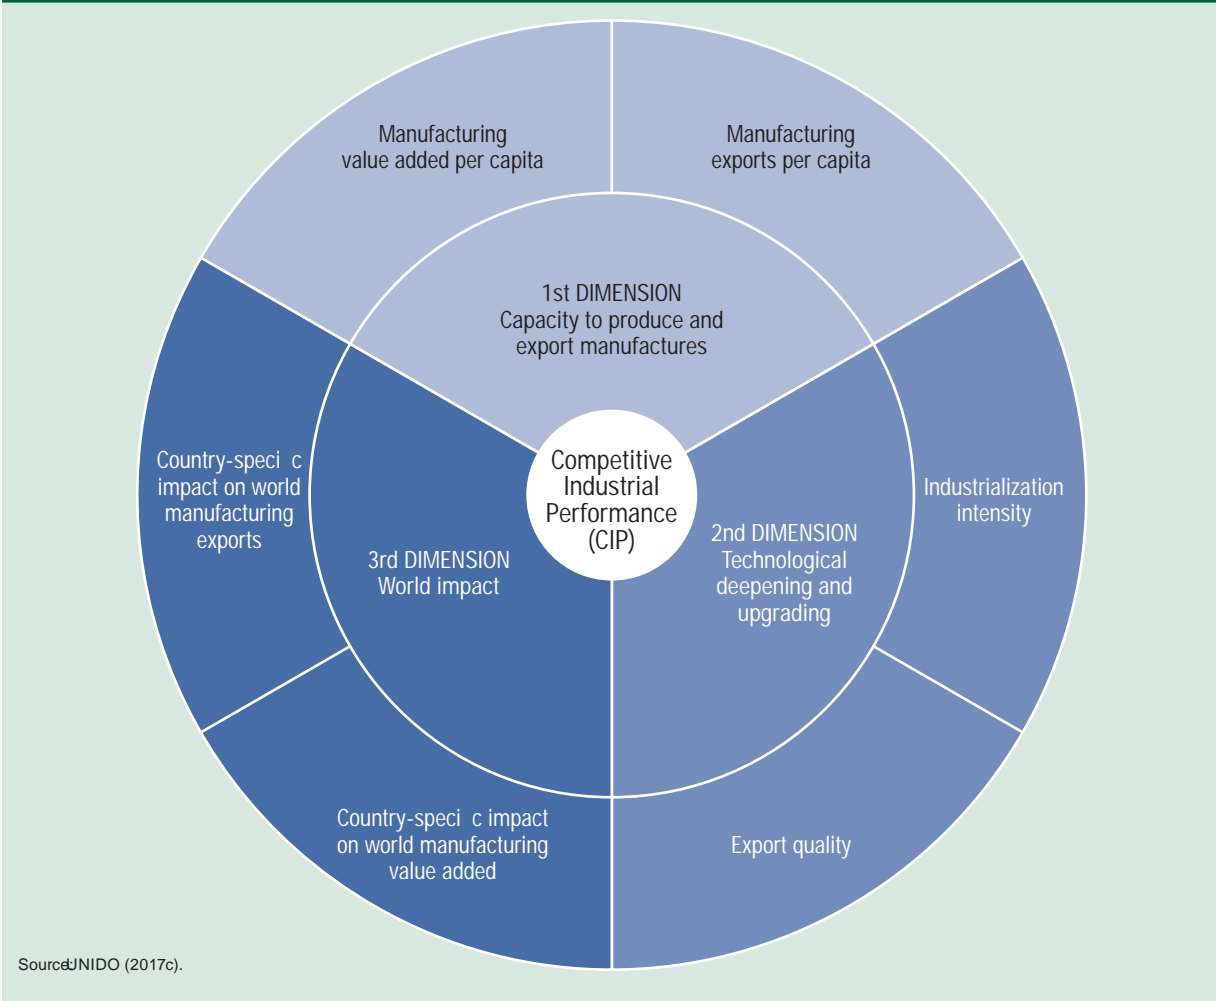 Manufacturing
value added per capita
Manufacturing
exports per capita
1st DIMENSION
Capacity to produce and
export manufactures
Country-speci c
impact on world
manufacturing
exports
Competitive
Industrial
Performance
(CIP)
Industrialization
intensity
2nd DIMENSION
Technological
deepening and
upgrading
3rd DIMENSION
World impact
Country-speci c impact
on world manufacturing
value added
Export quality
Source: UNIDO (2017c).